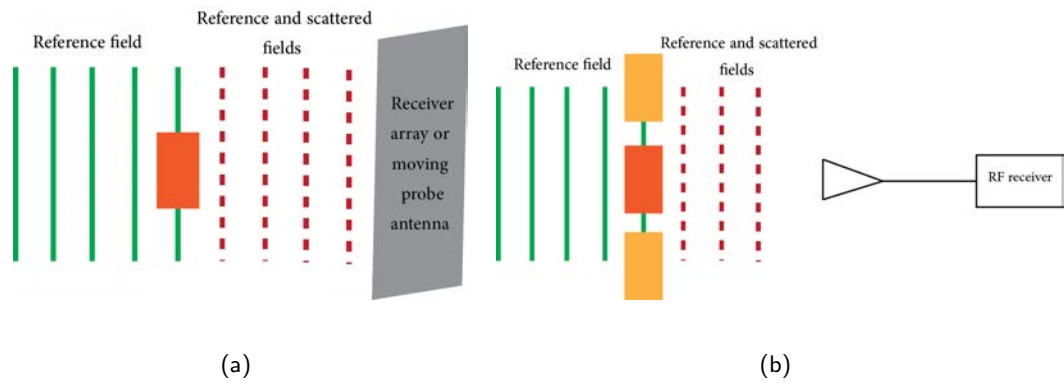 Reference and scattered
fields
Reference field
Receiver
array or
moving
probe
antenna
(a)
Reference and scattered
fields
Reference field
RF receiver
(b)